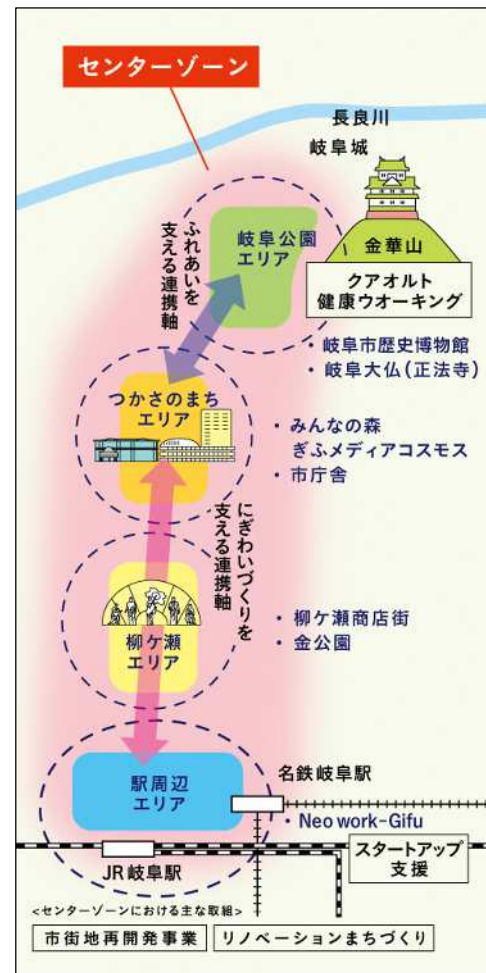 センターゾーン
長良川
岐阜城
金華山
クアオルト
健康ウオーキング
岐阜公園
エリア
ふれあいを
支える連携軸
・岐阜市歴史博物館
・岐阜大仏(正法寺)
つかさのまち
エリア
・みんなの森
ぎふメディアコスモス
・市庁舎
にぎわいづくりを
支える連携軸
柳ケ瀬
エリア
・柳ケ瀬商店街
・金公園
駅周辺
エリア
名鉄岐阜駅
・Neo work-Gifu
スタートアップ
支援
JR岐阜駅
<センターゾーンにおける主な取組>
市街地再開発事業
リノベーションまちづくり